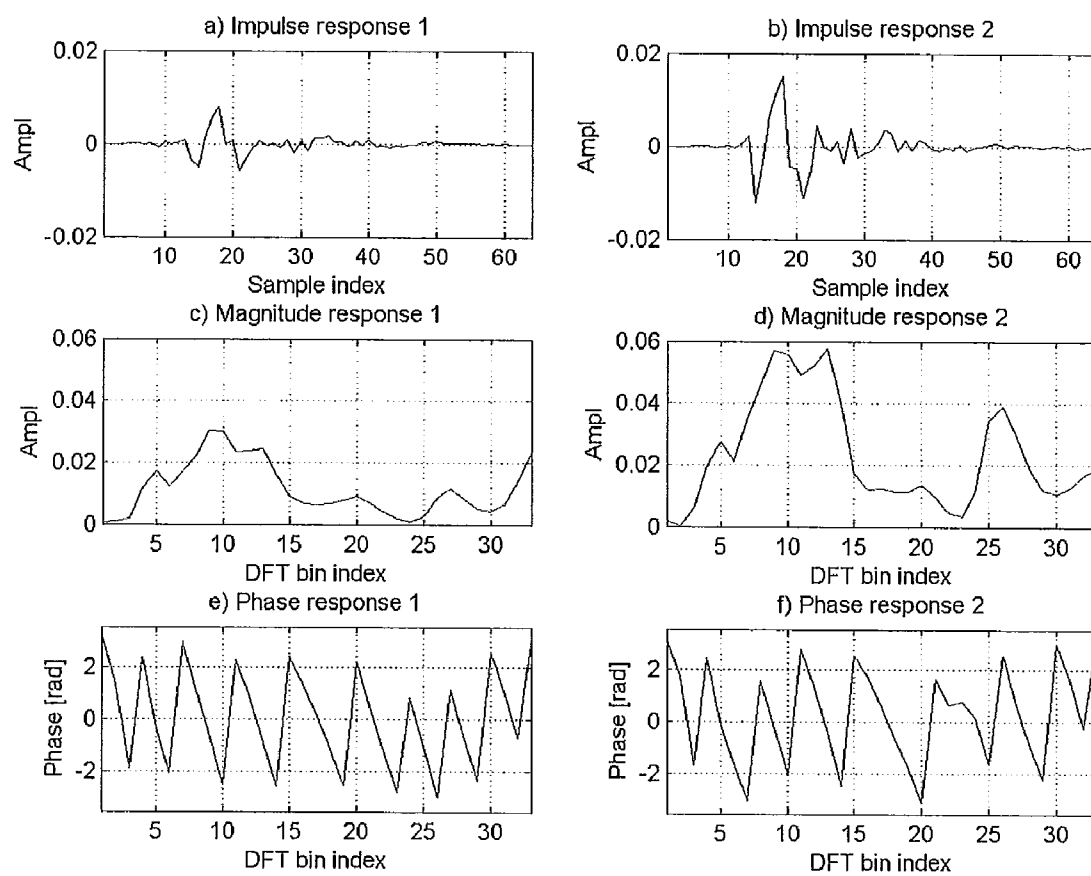 a) Impulse response 1
0.02
0
-0.02
Ampl
10 20 30 40 50 60
Sample index
b) Impulse response 2
0.02
0
-0.02
Ampl
10 20 30 40 50 60
Sample index
c) Magnitude response 1
0.06
0.04
0.02
0
Ampl
5 10 15 20 25 30
DFT bin index
d) Magnitude response 2
0.06
0.04
0.02
0
Ampl
5 10 15 20 25 30
DFT bin index
e) Phase response 1
2
0
-2
Phase [rad]
5 10 15 20 25 30
DFT bin index
f) Phase response 2
2
0
-2
Phase [rad]
5 10 15 20 25 30
DFT bin index